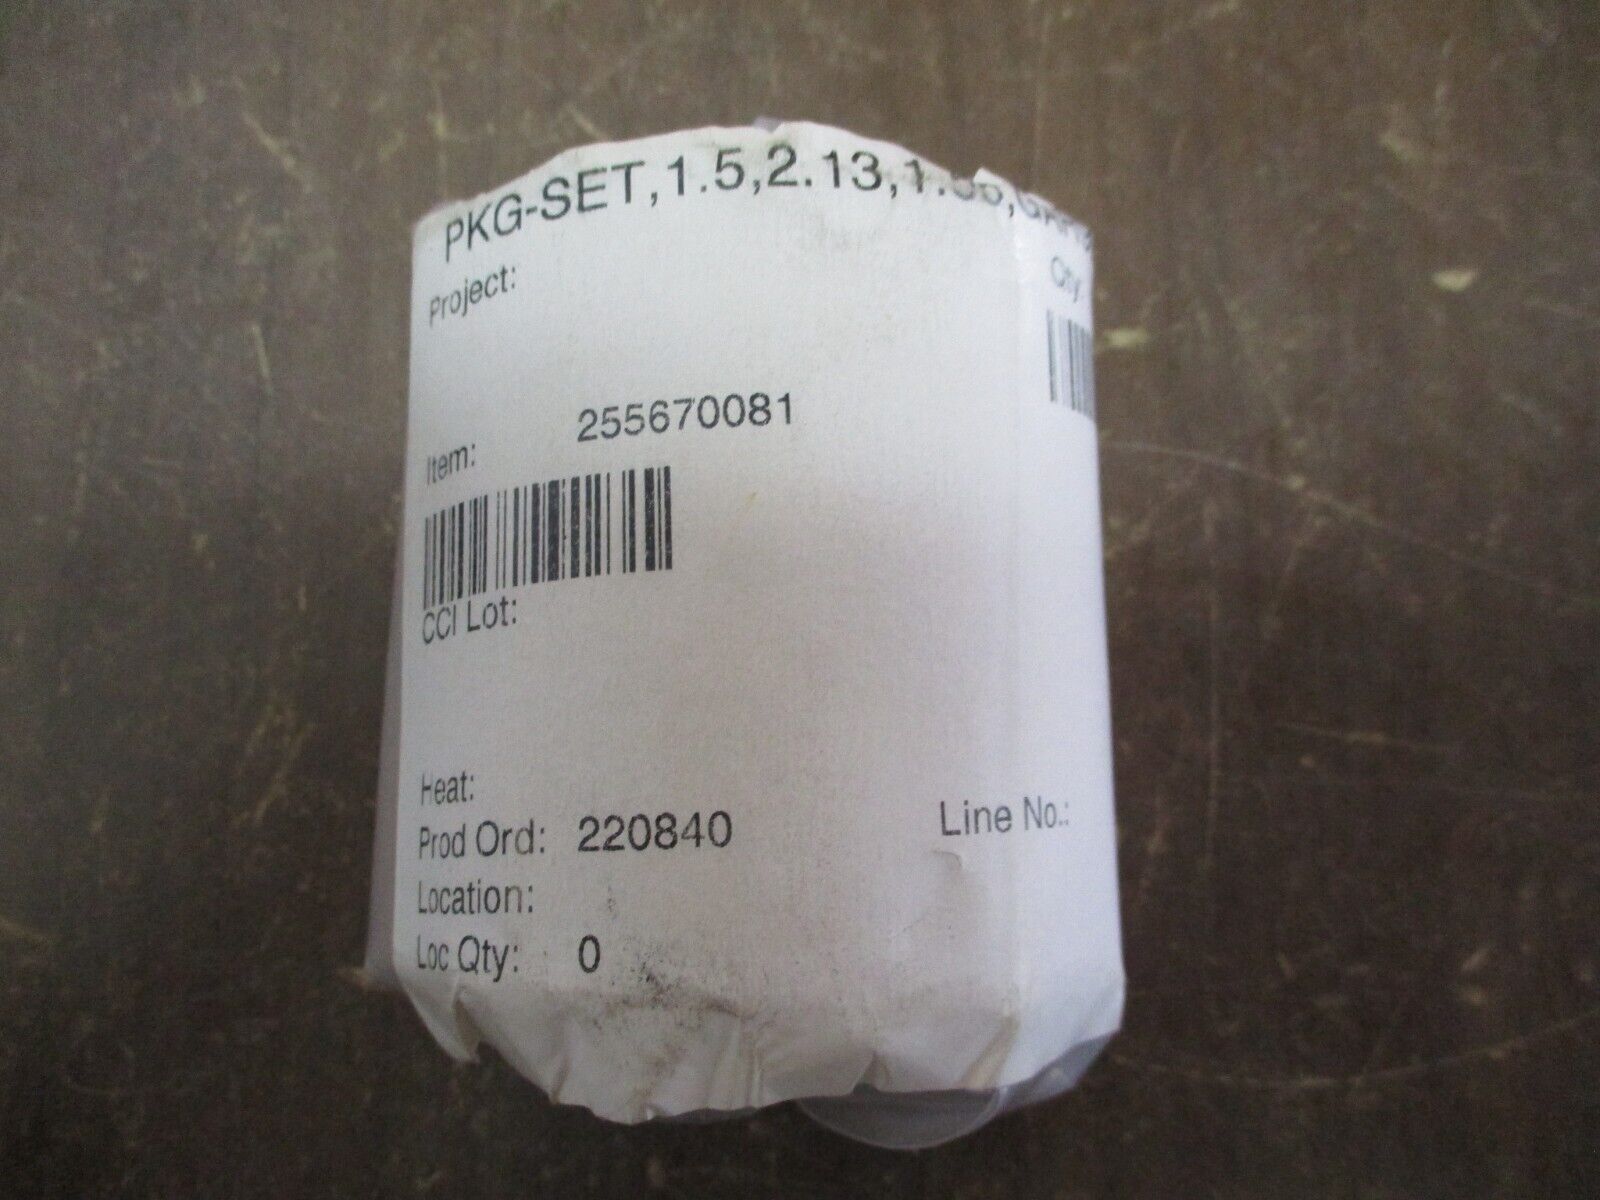 PKG-SET,1.5,2.13,
Project:
Qty
Item: 255670081
CCI Lot:
Heat:
Prod Ord: 220840 Line No.:
Location:
Loc Qty: 0